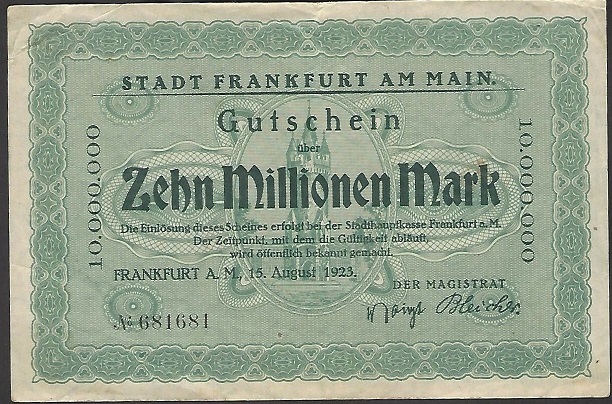 STADT FRANKFURT AM MAIN.
Gutschein
über
Zehn Millionen Mark
10.000.000
10.000.000
Die Einlösung dieses Scheines erfolgt bei der Stadthauptkasse Frankfurt a. M.
Der Zeitpunkt, mit dem die Gültigkeit abläuft,
wird öffentlich bekannt gemacht.
FRANKFURT A. M., 15. August 1923.
DER MAGISTRAT
Voigt Bleicher
№ 681681